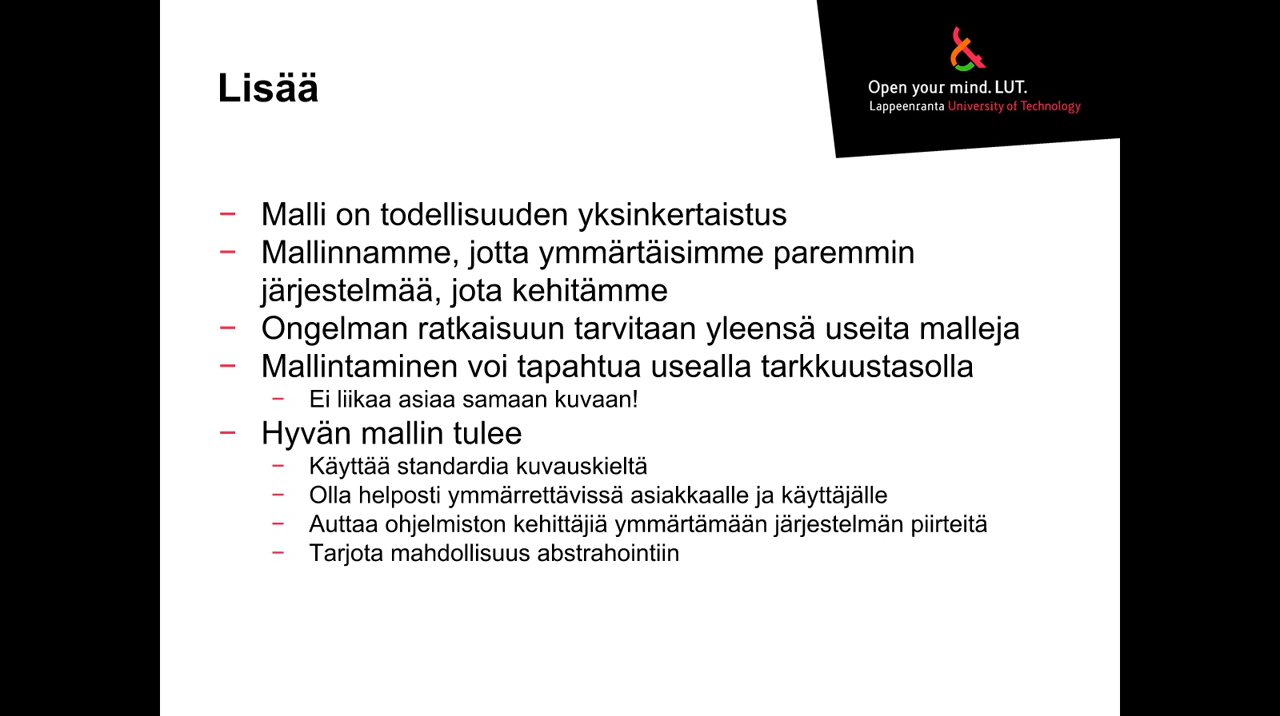 Lisää
Open your mind. LUT.
Lappeenranta University of Technology
– Malli on todellisuuden yksinkertaistus
– Mallinnamme, jotta ymmärtäisimme paremmin
järjestelmää, jota kehitämme
– Ongelman ratkaisuun tarvitaan yleensä useita malleja
– Mallintaminen voi tapahtua usealla tarkkuustasolla
– Ei liikaa asiaa samaan kuvaan!
– Hyvän mallin tulee
– Käyttää standardia kuvauskieltä
– Olla helposti ymmärrettävissä asiakkaalle ja käyttäjälle
– Auttaa ohjelmiston kehittäjiä ymmärtämään järjestelmän piirteitä
– Tarjota mahdollisuus abstrahointiin